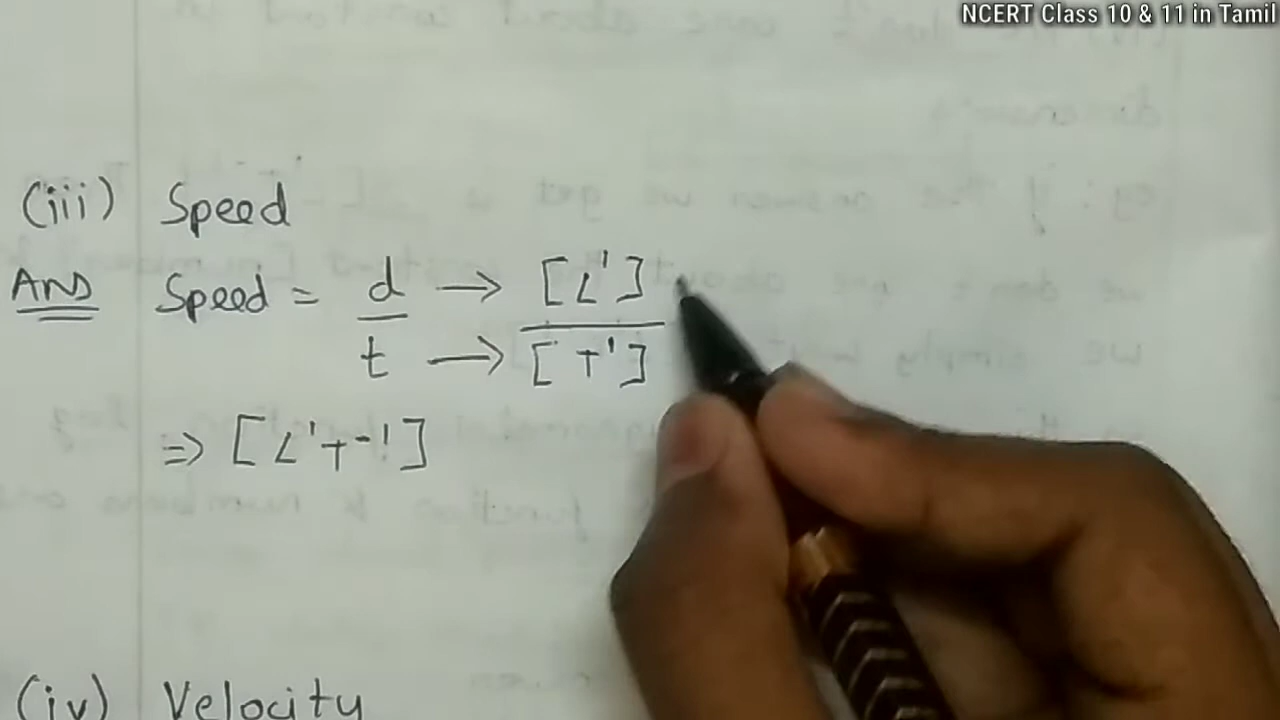 NCERT Class 10 & 11 in Tamil
(iii) Speed
Ans Speed = d → [L¹]
t → [T¹]
⇒ [L¹T⁻¹]
(iv) Velocity